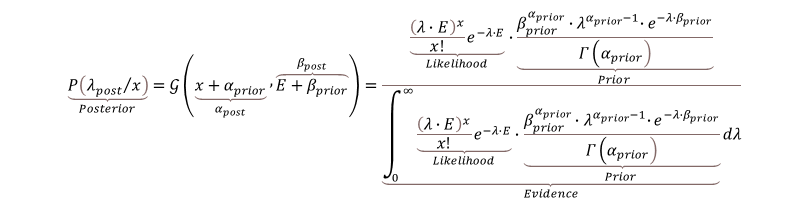 P(λ_post/x) = 𝒢(x + α_prior , E + β_prior) = ((λ · E)^x / x!) e^(−λ·E) · (β_prior^(α_prior) · λ^(α_prior−1) · e^(−λ·β_prior)) / Γ(α_prior)
Posterior α_post β_post Likelihood Prior
∫_0^∞ ((λ · E)^x / x!) e^(−λ·E) · (β_prior^(α_prior) · λ^(α_prior−1) · e^(−λ·β_prior)) / Γ(α_prior) dλ
Likelihood Prior
Evidence